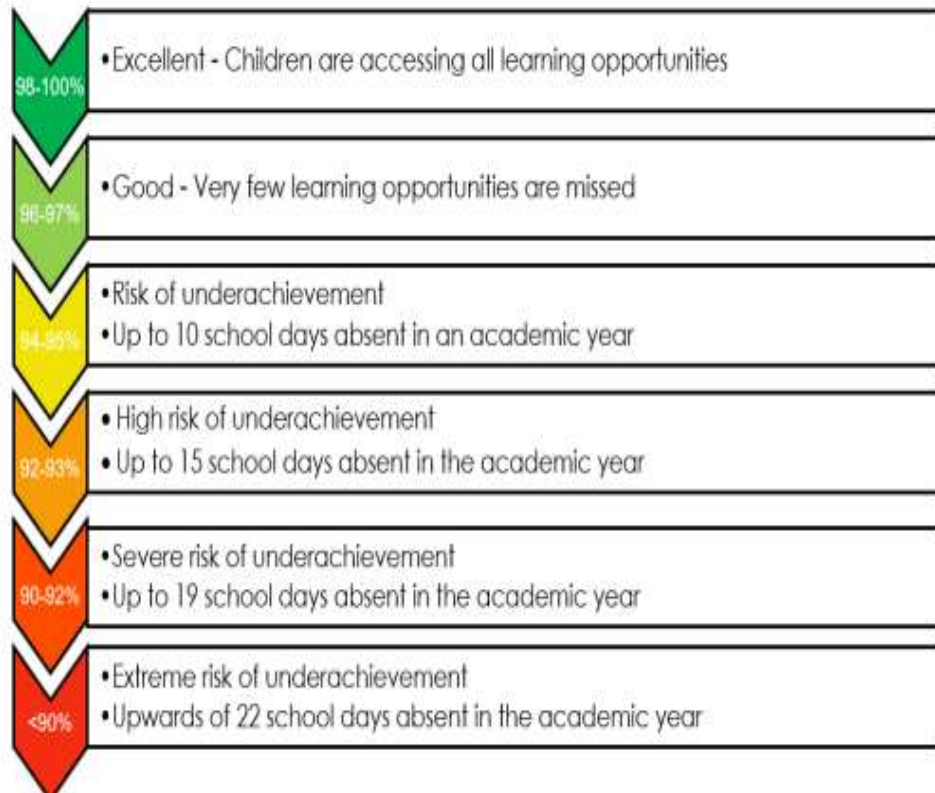 98-100%
•Excellent - Children are accessing all learning opportunities
96-97%
•Good - Very few learning opportunities are missed
94-95%
•Risk of underachievement
•Up to 10 school days absent in an academic year
92-93%
• High risk of underachievement
• Up to 15 school days absent in the academic year
90-92%
•Severe risk of underachievement
•Up to 19 school days absent in the academic year
<90%
•Extreme risk of underachievement
•Upwards of 22 school days absent in the academic year